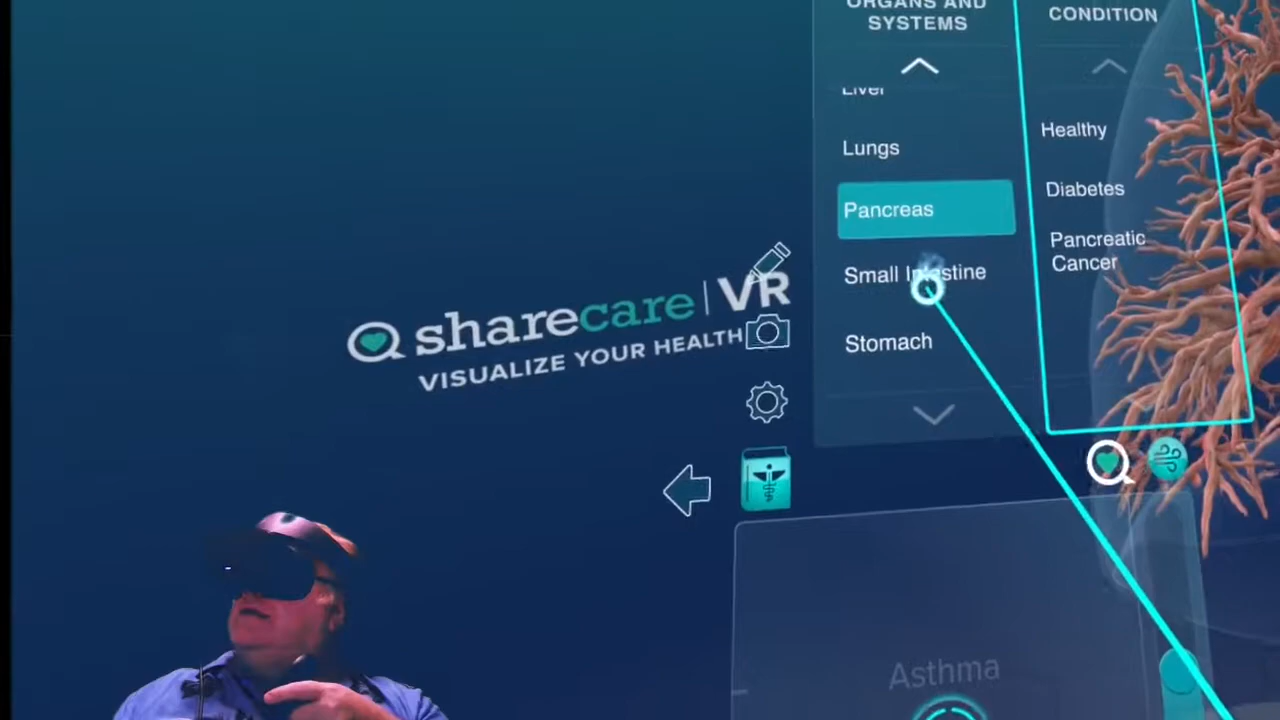 ORGANS AND
SYSTEMS
Liver
Lungs
Pancreas
Small Intestine
Stomach
CONDITION
Healthy
Diabetes
Pancreatic
Cancer
sharecare | VR
VISUALIZE YOUR HEALTH
Asthma